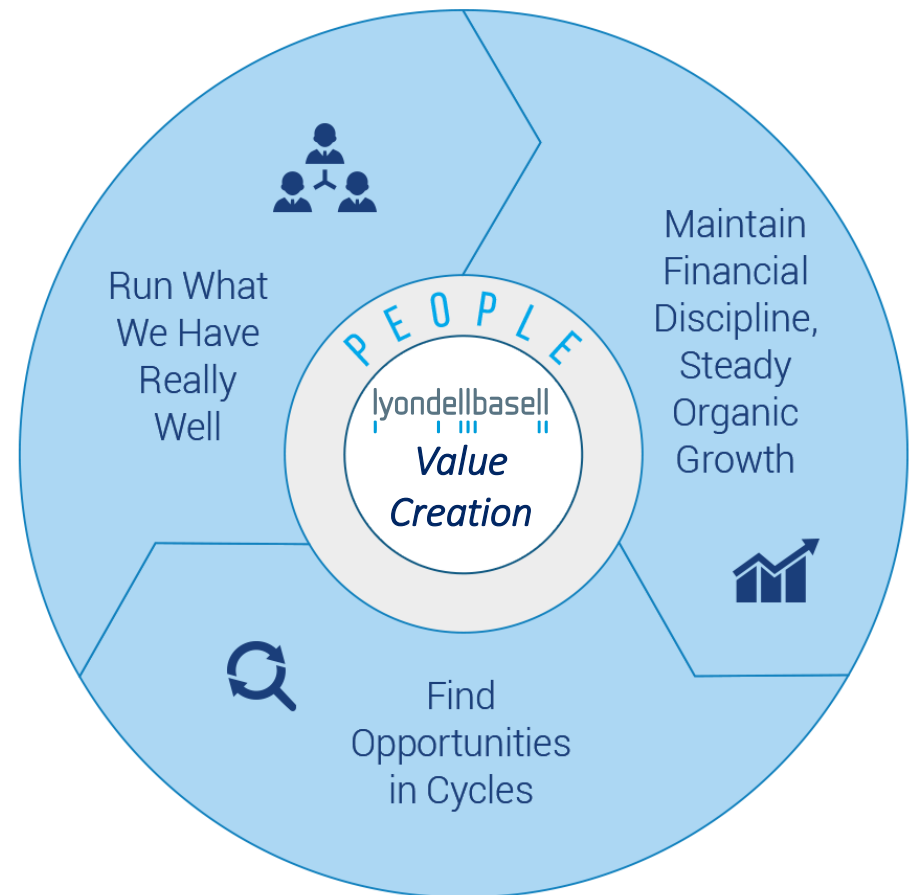 Run What
We Have
Really
Well
Maintain
Financial
Discipline,
Steady
Organic
Growth
Find
Opportunities
in Cycles
PEOPLE
lyondellbasell
Value
Creation